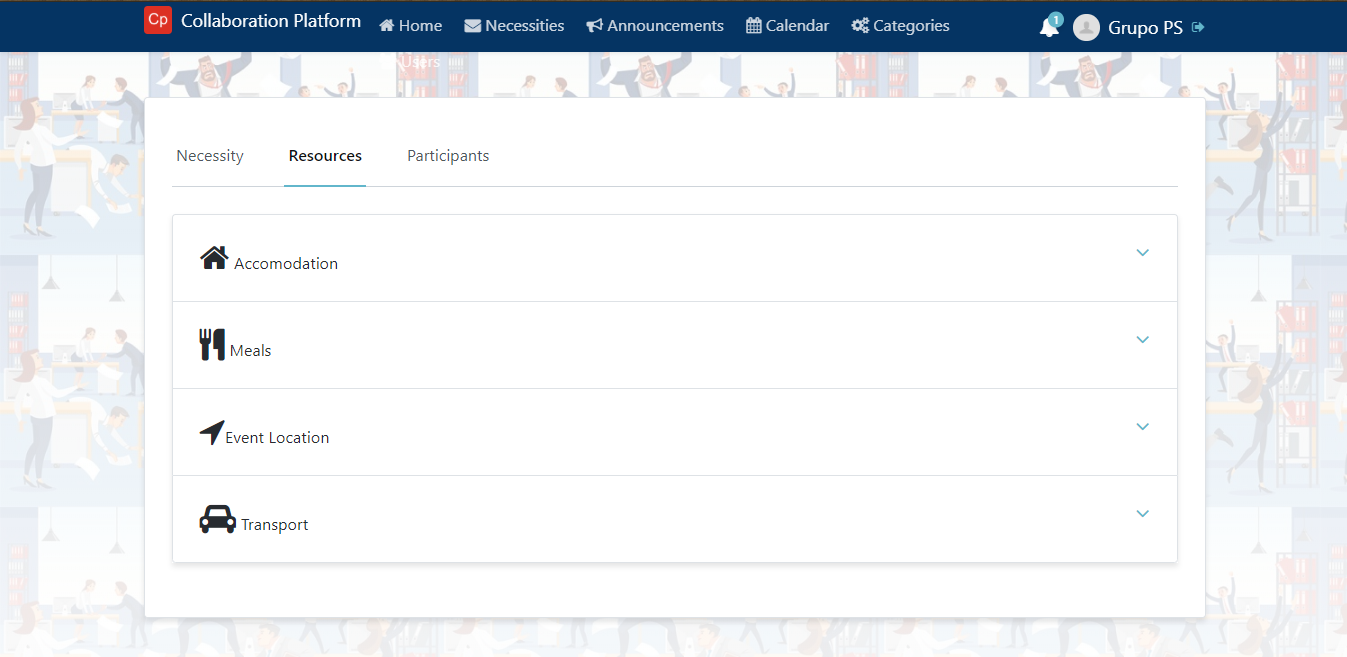 Cp Collaboration Platform Home Necessities Announcements Calendar Categories 1 Grupo PS
Users
Necessity Resources Participants
Accomodation
Meals
Event Location
Transport